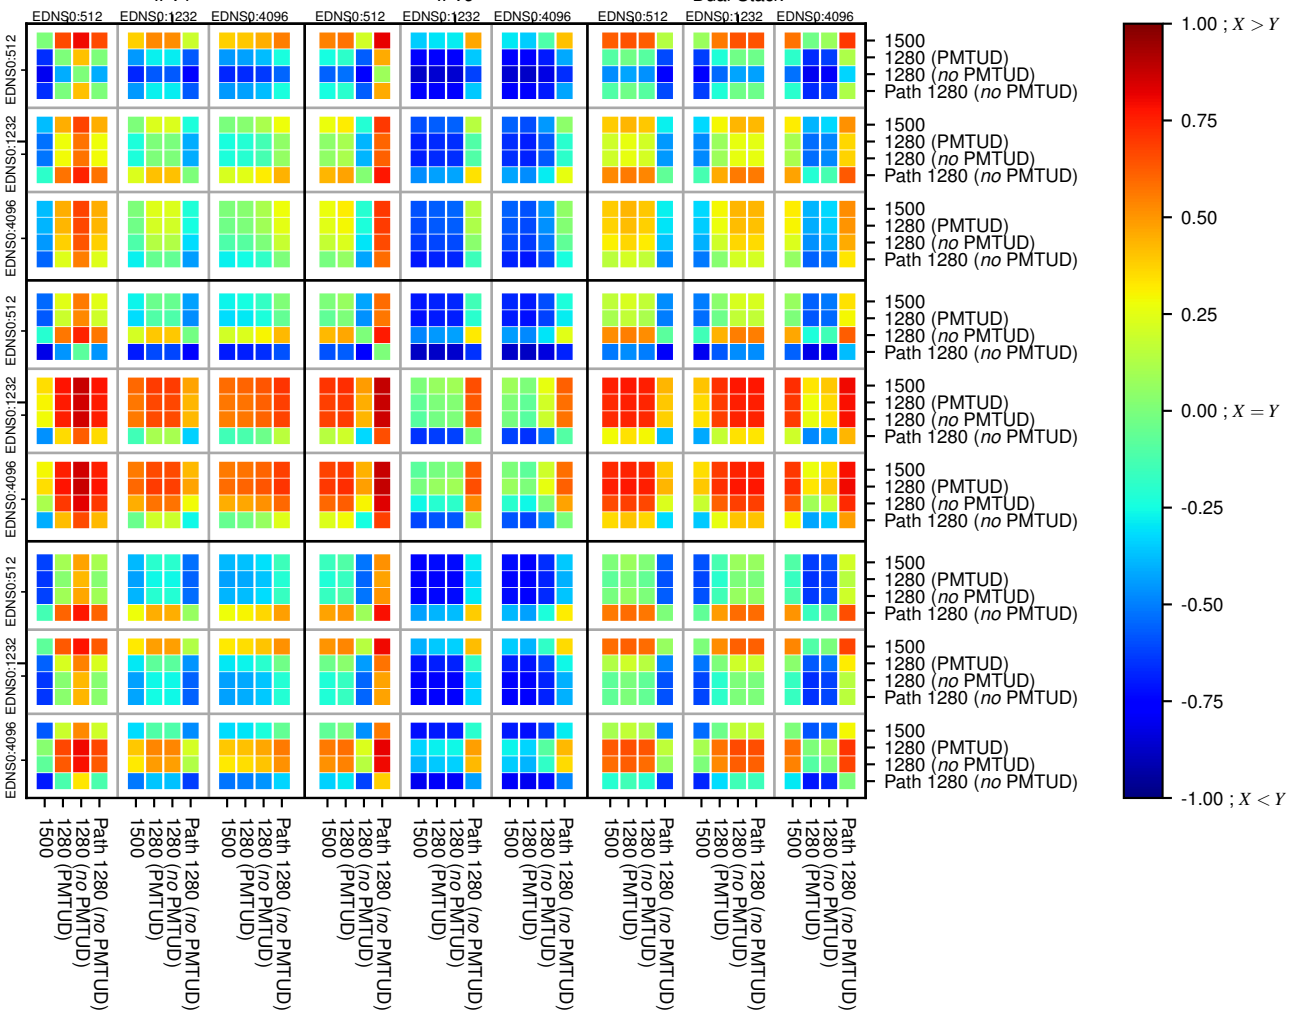 Dual Stack
EDNS0:512 EDNS0:1232 EDNS0:4096 EDNS0:512 EDNS0:1232 EDNS0:4096 EDNS0:512 EDNS0:1232 EDNS0:4096
EDNS0:512
1500
1280 (PMTUD)
1280 (no PMTUD)
Path 1280 (no PMTUD)
EDNS0:1232
1500
1280 (PMTUD)
1280 (no PMTUD)
Path 1280 (no PMTUD)
EDNS0:4096
1500
1280 (PMTUD)
1280 (no PMTUD)
Path 1280 (no PMTUD)
EDNS0:512
1500
1280 (PMTUD)
1280 (no PMTUD)
Path 1280 (no PMTUD)
EDNS0:1232
1500
1280 (PMTUD)
1280 (no PMTUD)
Path 1280 (no PMTUD)
EDNS0:4096
1500
1280 (PMTUD)
1280 (no PMTUD)
Path 1280 (no PMTUD)
EDNS0:512
1500
1280 (PMTUD)
1280 (no PMTUD)
Path 1280 (no PMTUD)
EDNS0:1232
1500
1280 (PMTUD)
1280 (no PMTUD)
Path 1280 (no PMTUD)
EDNS0:4096
1500
1280 (PMTUD)
1280 (no PMTUD)
Path 1280 (no PMTUD)
1500
1280 (PMTUD)
1280 (no PMTUD)
Path 1280 (no PMTUD)
1500
1280 (PMTUD)
1280 (no PMTUD)
Path 1280 (no PMTUD)
1500
1280 (PMTUD)
1280 (no PMTUD)
Path 1280 (no PMTUD)
1500
1280 (PMTUD)
1280 (no PMTUD)
Path 1280 (no PMTUD)
1500
1280 (PMTUD)
1280 (no PMTUD)
Path 1280 (no PMTUD)
1500
1280 (PMTUD)
1280 (no PMTUD)
Path 1280 (no PMTUD)
1500
1280 (PMTUD)
1280 (no PMTUD)
Path 1280 (no PMTUD)
1500
1280 (PMTUD)
1280 (no PMTUD)
Path 1280 (no PMTUD)
1500
1280 (PMTUD)
1280 (no PMTUD)
Path 1280 (no PMTUD)
1.00 ; X > Y
0.75
0.50
0.25
0.00 ; X = Y
-0.25
-0.50
-0.75
-1.00 ; X < Y